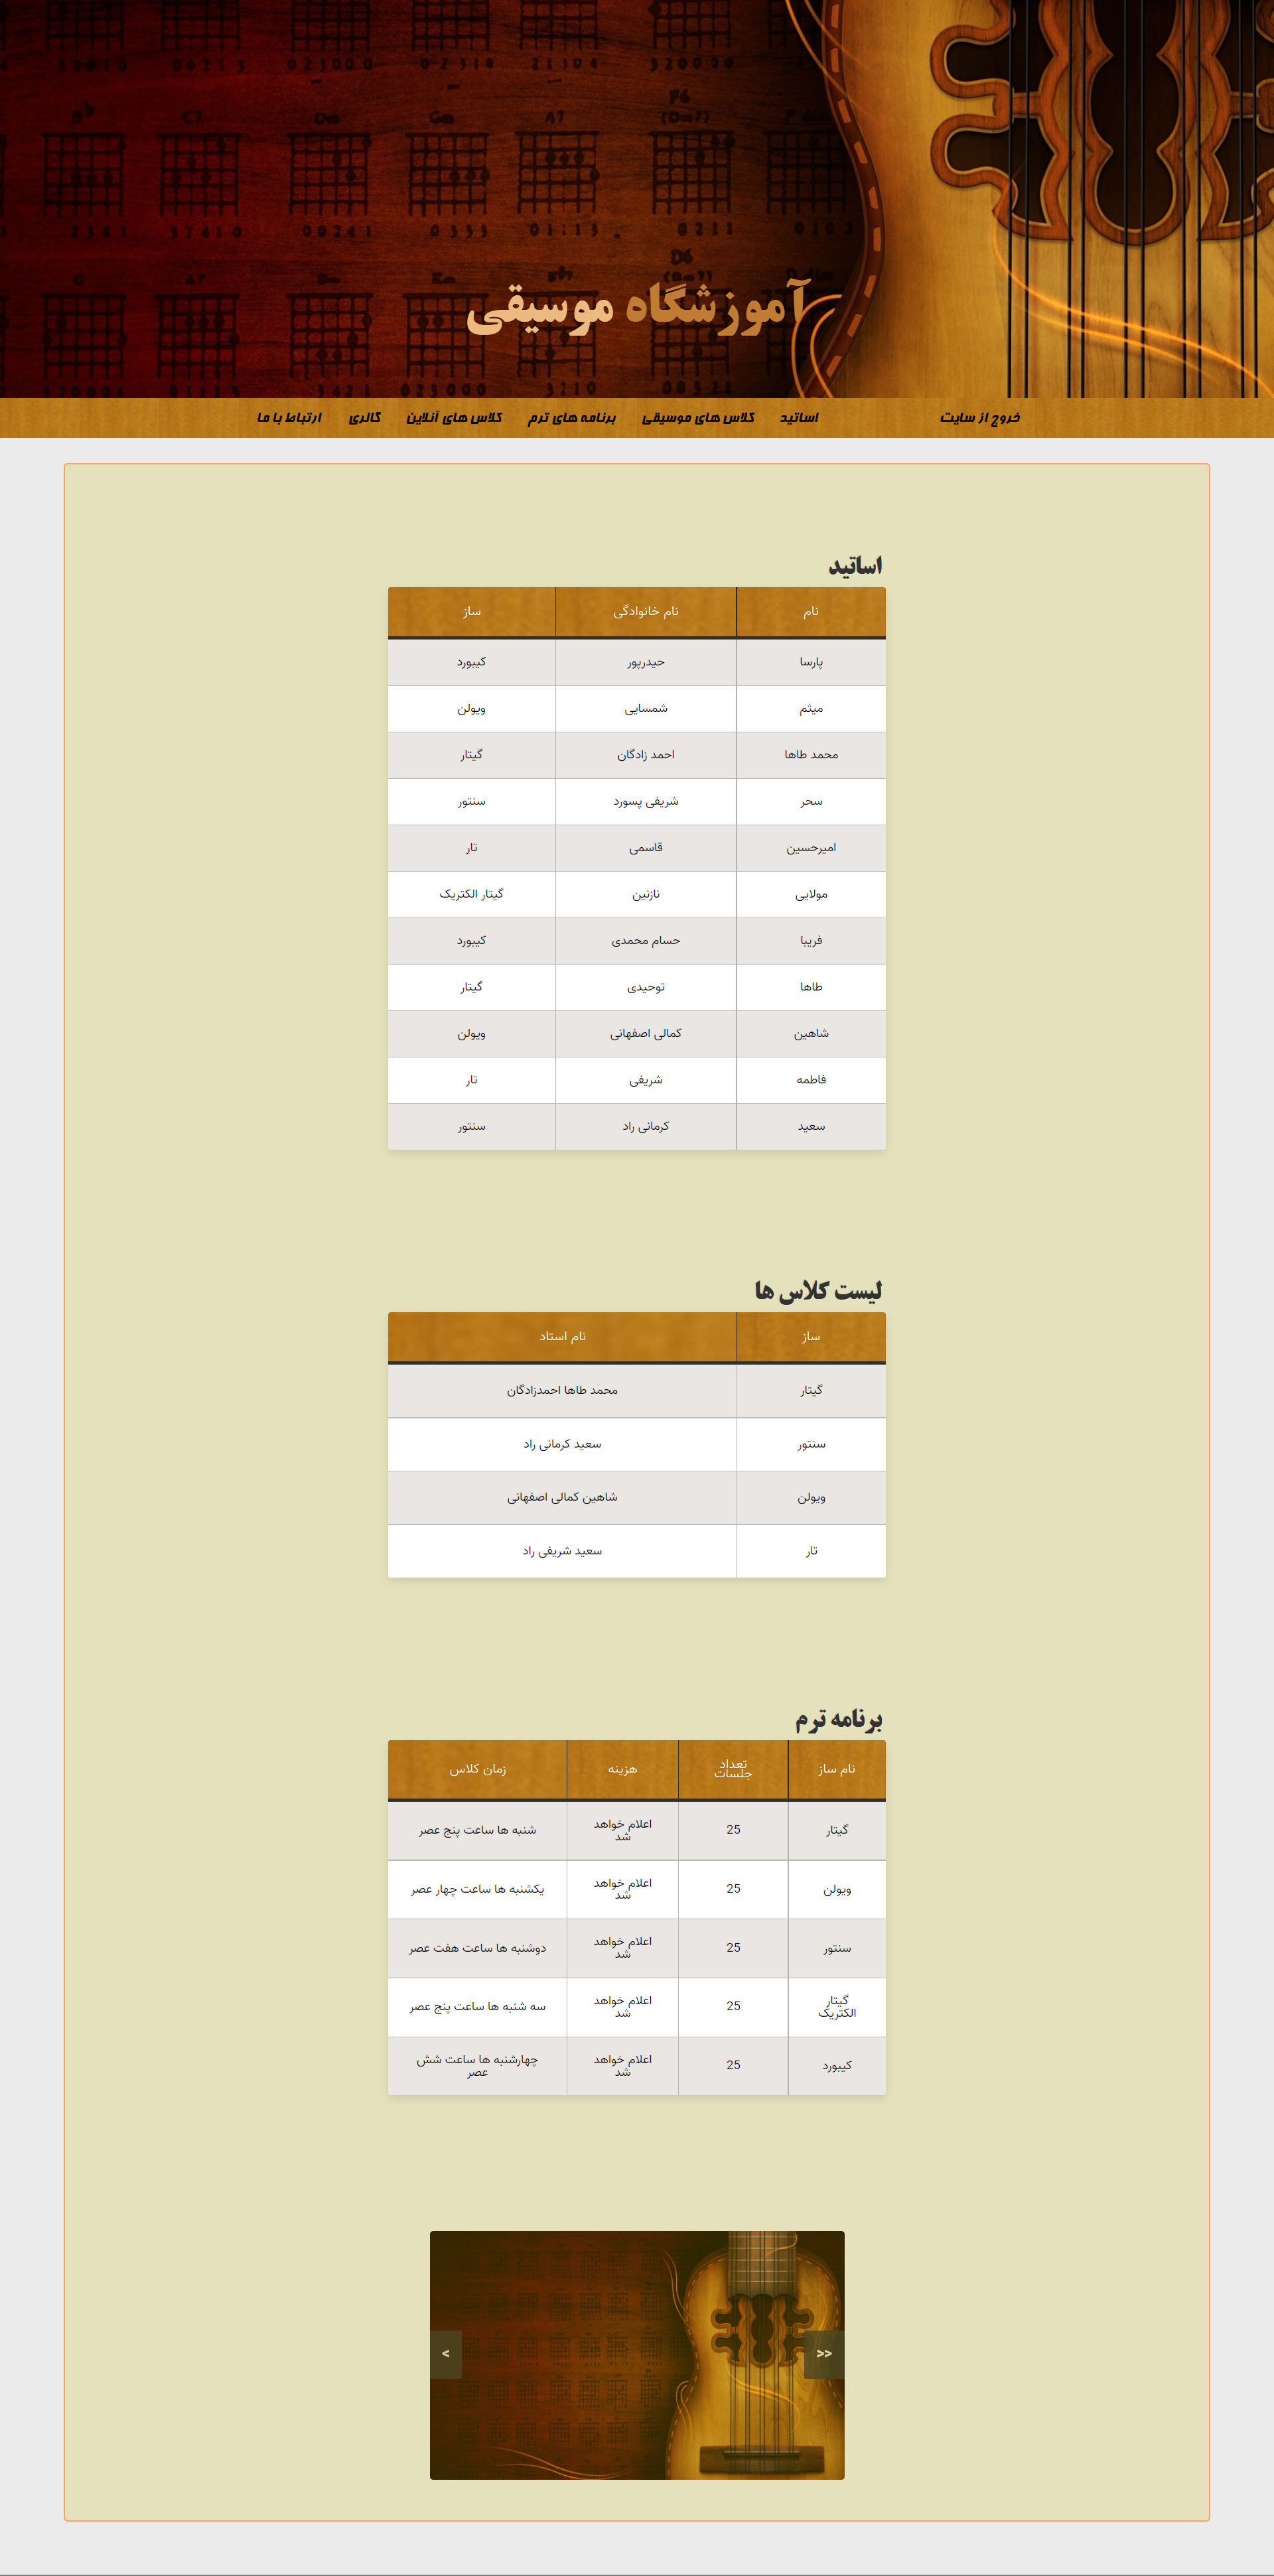 آموزشگاه موسیقی
خروج از سایت اساتید کلاس های موسیقی برنامه های ترم کلاس های آنلاین گالری ارتباط با ما
اساتید
نام نام خانوادگی ساز
پارسا حیدرپور کیبورد
میثم شمسایی ویولن
محمد طاها احمد زادگان گیتار
سحر شریفی پسورد سنتور
امیرحسین قاسمی تار
مولایی نازنین گیتار الکتریک
فریبا حسام محمدی کیبورد
طاها توحیدی گیتار
شاهین کمالی اصفهانی ویولن
فاطمه شریفی تار
سعید کرمانی راد سنتور
لیست کلاس ها
ساز نام استاد
گیتار محمد طاها احمدزادگان
سنتور سعید کرمانی راد
ویولن شاهین کمالی اصفهانی
تار سعید شریفی راد
برنامه ترم
نام ساز تعداد جلسات هزینه زمان کلاس
گیتار 25 اعلام خواهد شد شنبه ها ساعت پنج عصر
ویولن 25 اعلام خواهد شد یکشنبه ها ساعت چهار عصر
سنتور 25 اعلام خواهد شد دوشنبه ها ساعت هفت عصر
گیتار الکتریک 25 اعلام خواهد شد سه شنبه ها ساعت پنج عصر
کیبورد 25 اعلام خواهد شد چهارشنبه ها ساعت شش عصر